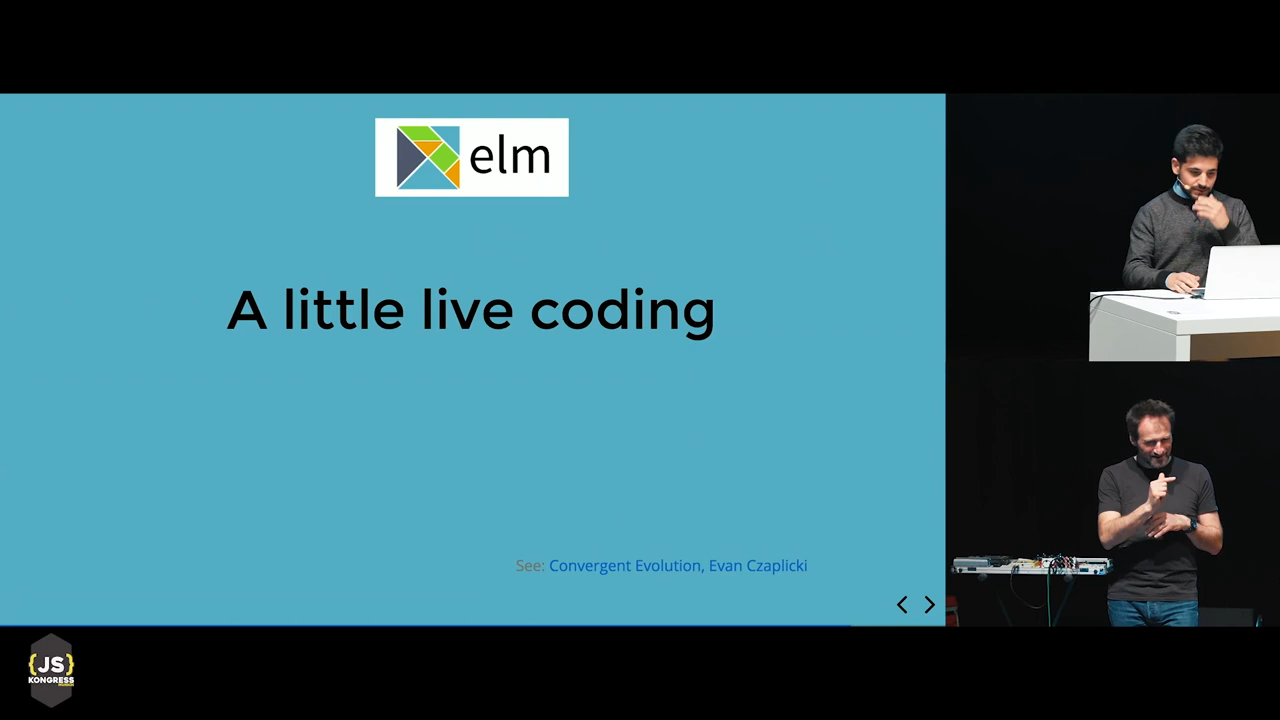 elm
A little live coding
See: Convergent Evolution, Evan Czaplicki
{JS}
KONGRESS